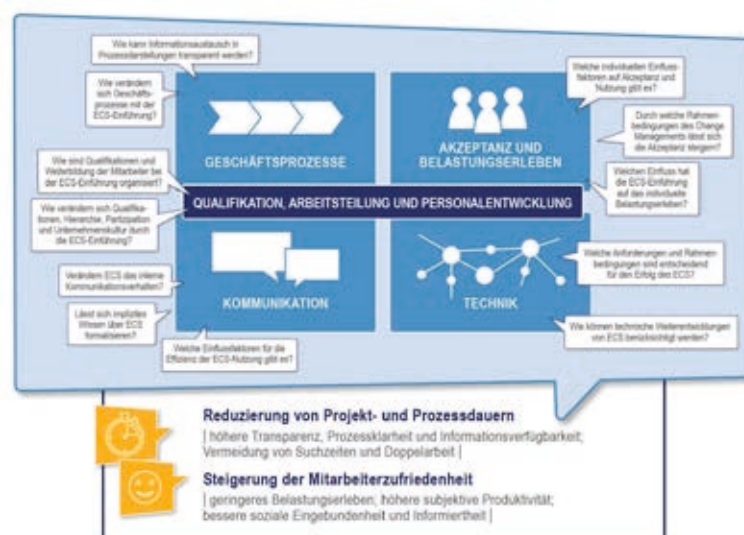 Wie kann Informationsaustausch in
Prozessdarstellungen transparent werden?
Wie verändern
sich Geschäfts-
prozesse mit der
ECS-Einführung?
GESCHÄFTSPROZESSE
Welche individuellen Einfluss-
faktoren auf Akzeptanz und
Nutzung gibt es?
AKZEPTANZ UND
BELASTUNGSERLEBEN
Durch welche Rahmen-
bedingungen des Change
Managements lässt sich
die Akzeptanz steigern?
Wie sind Qualifikationen und
Weiterbildung der Mitarbeiter bei
der ECS-Einführung organisiert?
Welchen Einfluss hat
die ECS-Einführung
auf das individuelle
Belastungserleben?
QUALIFIKATION, ARBEITSTEILUNG UND PERSONALENTWICKLUNG
Wie verändern sich Qualifika-
tionen, Hierarchie, Partizipation
und Unternehmenskultur durch
die ECS-Einführung?
Verändern ECS das interne
Kommunikationsverhalten?
Lässt sich implizites
Wissen über ECS
formalisieren?
KOMMUNIKATION
Welche Einflussfaktoren für die
Effizienz der ECS-Nutzung gibt es?
Welche Anforderungen und Rahmen-
bedingungen sind entscheidend
für den Erfolg des ECS?
TECHNIK
Wie können technische Weiterentwicklungen
von ECS berücksichtigt werden?
Reduzierung von Projekt- und Prozessdauern
| höhere Transparenz, Prozessklarheit und Informationsverfügbarkeit;
Vermeidung von Suchzeiten und Doppelarbeit |
Steigerung der Mitarbeiterzufriedenheit
| geringeres Belastungserleben; höhere subjektive Produktivität;
bessere soziale Eingebundenheit und Informiertheit |